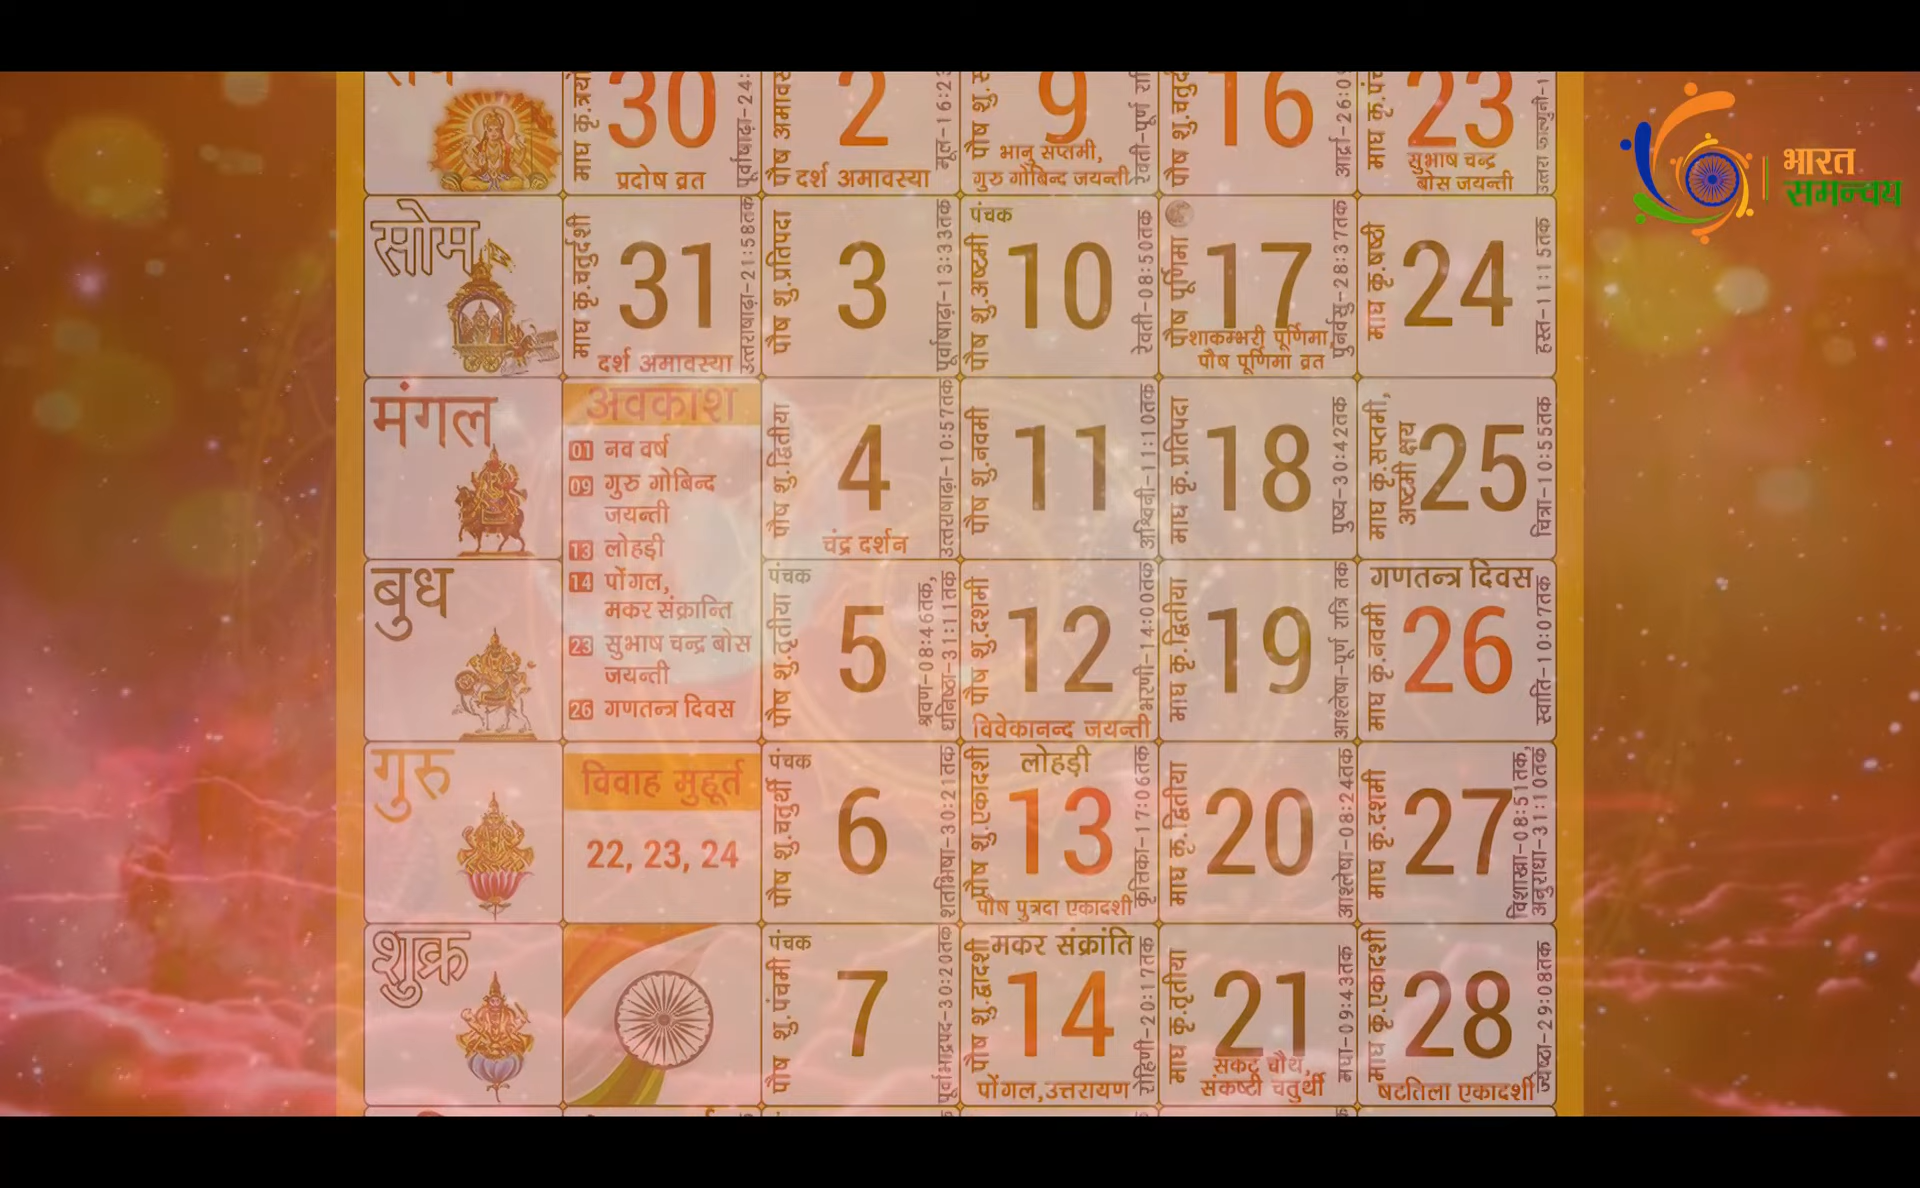 30
माघ कृ.त्रयो
प्रदोष व्रत
2
पौष अमावस
दर्श अमावस्या
9
भानु सप्तमी,
गुरु गोबिन्द जयन्ती
रेवती-पूर्ण रा
16
पौष शु.चतुर्द
23
माघ कृ.पं
सुभाष चन्द्र
बोस जयन्ती
भारत
समन्वय
सोम
माघ कृ.चतुर्दशी
31
उत्तराषाढ़ा-21:58तक
दर्श अमावस्या
पौष शु.प्रतिपदा
3
पूर्वाषाढ़ा-13:33तक
पंचक
पौष शु.अष्टमी
10
रेवती-08:50तक
पौष पूर्णिमा
17
पुनर्वसु-28:37तक
शाकम्भरी पूर्णिमा,
पौष पूर्णिमा व्रत
माघ कृ.षष्ठी
24
हस्त-11:15तक
मंगल
अवकाश
01 नव वर्ष
09 गुरु गोबिन्द
जयन्ती
13 लोहड़ी
14 पोंगल,
मकर संक्रान्ति
23 सुभाष चन्द्र बोस
जयन्ती
26 गणतन्त्र दिवस
पौष शु.द्वितीया
4
उत्तराषाढ़ा-10:57तक
चंद्र दर्शन
पौष शु.नवमी
11
अश्विनी-11:10तक
माघ कृ.प्रतिपदा
18
पुष्य-30:42तक
माघ कृ.सप्तमी,
अष्टमी क्षय
25
चित्रा-10:55तक
बुध
पंचक
पौष शु.तृतीया
5
श्रवण-08:46तक,
धनिष्ठा-31:11तक
पौष शु.दशमी
12
भरणी-14:00तक
विवेकानन्द जयन्ती
माघ कृ.द्वितीया
19
आश्लेषा-पूर्ण रात्रि तक
गणतन्त्र दिवस
माघ कृ.नवमी
26
स्वाति-10:07तक
गुरु
विवाह मुहूर्त
22, 23, 24
पंचक
पौष शु.चतुर्थी
6
शतभिषा-30:21तक
लोहड़ी
पौष शु.एकादशी
13
कृतिका-17:06तक
पौष पुत्रदा एकादशी
माघ कृ.द्वितीया
20
आश्लेषा-08:24तक
माघ कृ.दशमी
27
विशाखा-08:51तक,
अनुराधा-31:10तक
शुक्र
पंचक
पौष शु.पंचमी
7
पूर्वाभाद्रपद-30:20तक
मकर संक्रांति
पौष शु.द्वादशी
14
रोहिणी-20:17तक
पोंगल,उत्तरायण
माघ कृ.तृतीया
21
मघा-09:43तक
सकट चौथ,
संकष्टी चतुर्थी
माघ कृ.एकादशी
28
ज्येष्ठा-29:08तक
षटतिला एकादशी